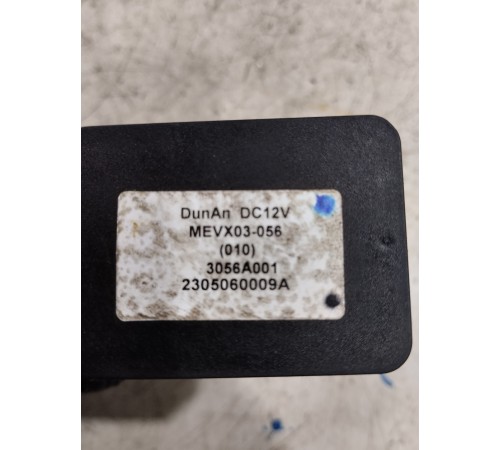 DunAn DC12V
MEVX03-056
(010)
3056A001
2305060009A